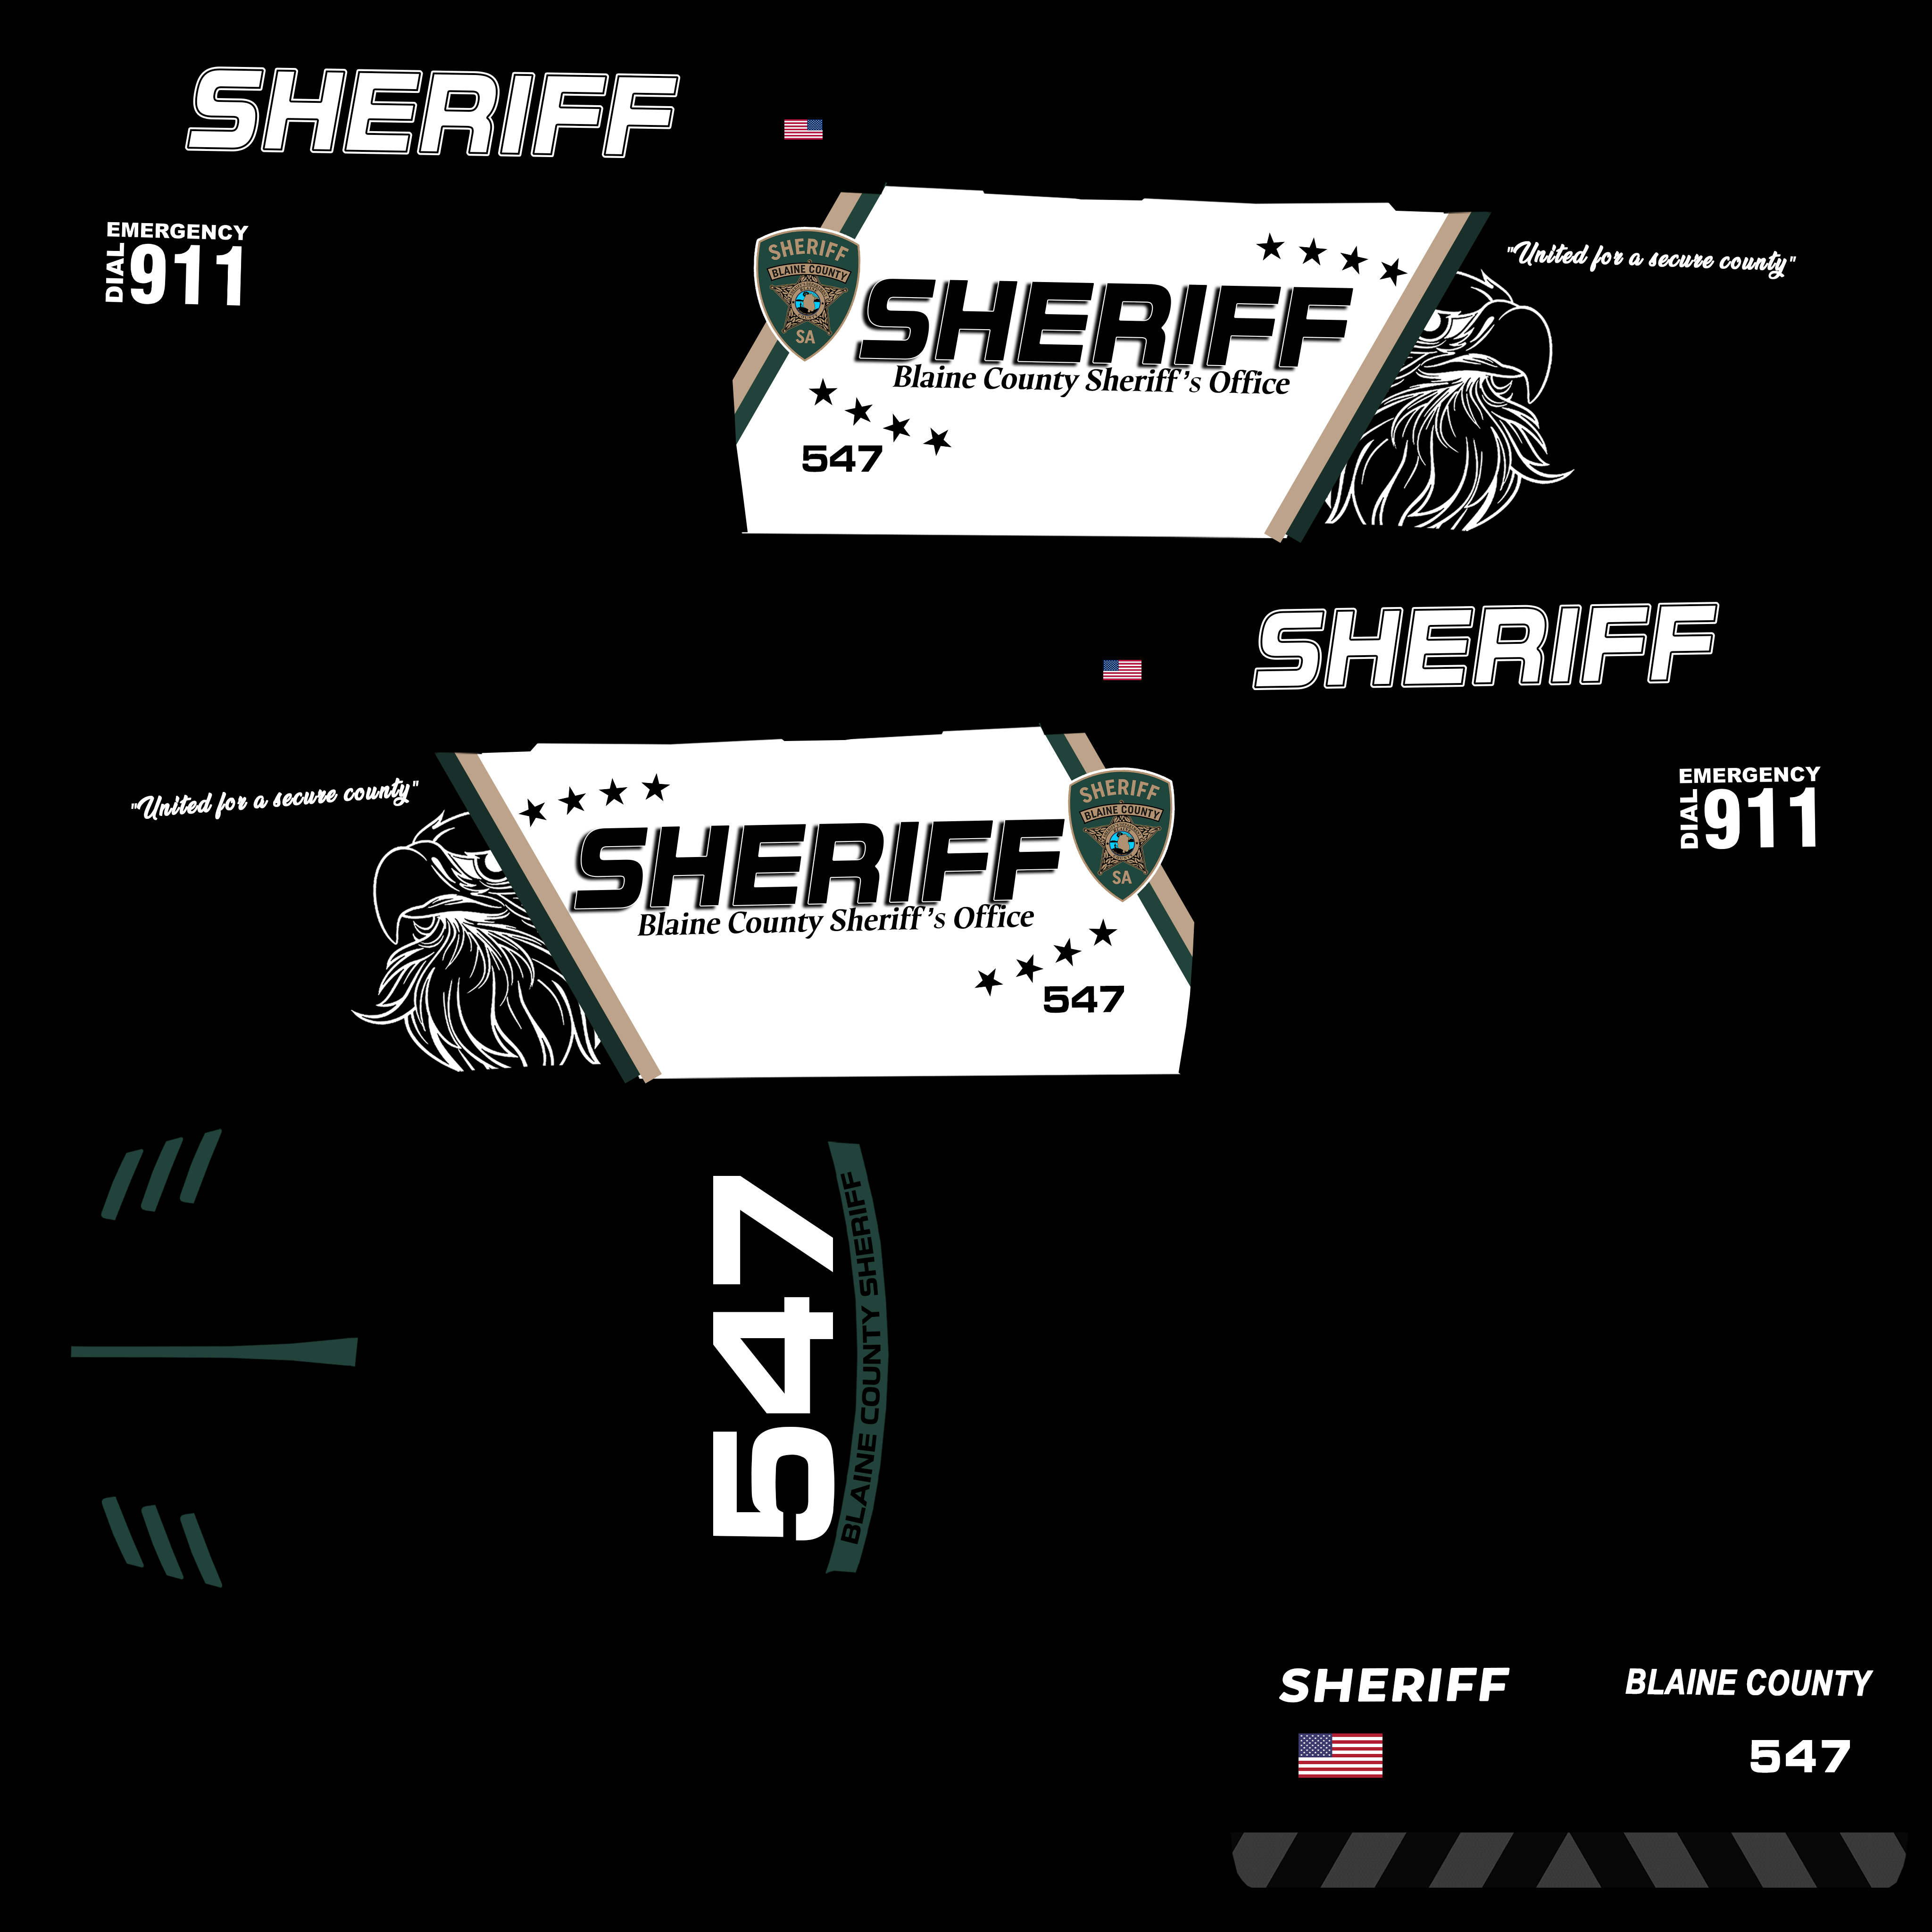 SHERIFF
EMERGENCY
DIAL 911
SHERIFF
BLAINE COUNTY
SA
SHERIFF
Blaine County Sheriff's Office
547
"United for a secure county"
SHERIFF
EMERGENCY
DIAL 911
"United for a secure county"
SHERIFF
Blaine County Sheriff's Office
SHERIFF
BLAINE COUNTY
SA
547
547
BLAINE COUNTY SHERIFF
SHERIFF
BLAINE COUNTY
547